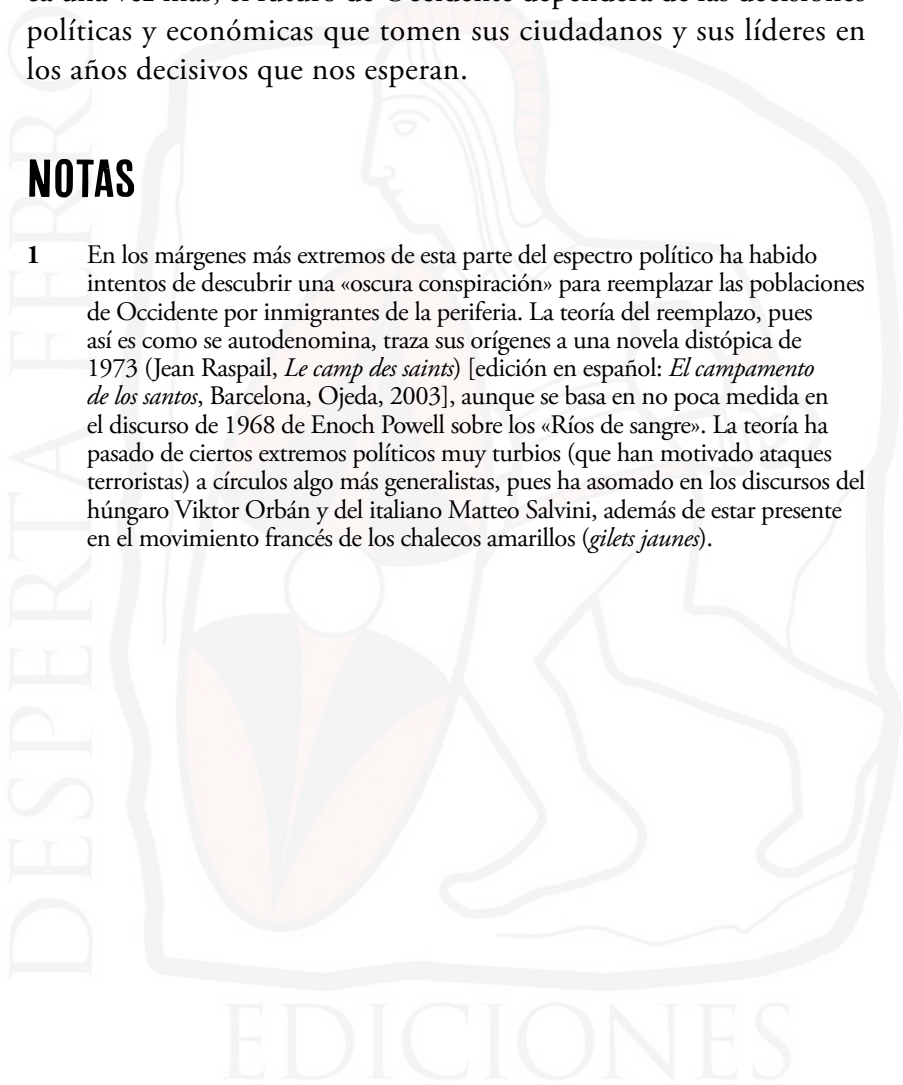 políticas y económicas que tomen sus ciudadanos y sus líderes en
los años decisivos que nos esperan.
NOTAS
1 En los márgenes más extremos de esta parte del espectro político ha habido
intentos de descubrir una «oscura conspiración» para reemplazar las poblaciones
de Occidente por inmigrantes de la periferia. La teoría del reemplazo, pues
así es como se autodenomina, traza sus orígenes a una novela distópica de
1973 (Jean Raspail, Le camp des saints) [edición en español: El campamento
de los santos, Barcelona, Ojeda, 2003], aunque se basa en no poca medida en
el discurso de 1968 de Enoch Powell sobre los «Ríos de sangre». La teoría ha
pasado de ciertos extremos políticos muy turbios (que han motivado ataques
terroristas) a círculos algo más generalistas, pues ha asomado en los discursos del
húngaro Viktor Orbán y del italiano Matteo Salvini, además de estar presente
en el movimiento francés de los chalecos amarillos (gilets jaunes).
DESPERTA FERRO
EDICIONES